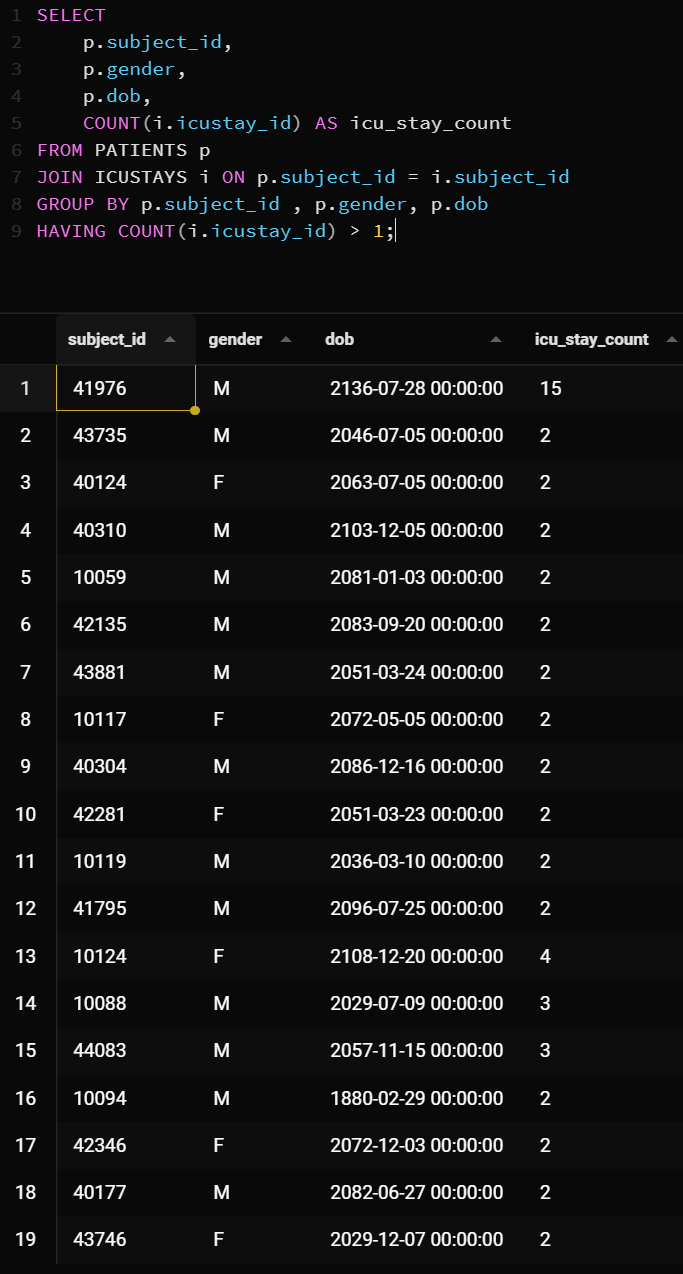 1 SELECT
2 p.subject_id,
3 p.gender,
4 p.dob,
5 COUNT(i.icustay_id) AS icu_stay_count
6 FROM PATIENTS p
7 JOIN ICUSTAYS i ON p.subject_id = i.subject_id
8 GROUP BY p.subject_id , p.gender, p.dob
9 HAVING COUNT(i.icustay_id) > 1;
subject_id gender dob icu_stay_count
1 41976 M 2136-07-28 00:00:00 15
2 43735 M 2046-07-05 00:00:00 2
3 40124 F 2063-07-05 00:00:00 2
4 40310 M 2103-12-05 00:00:00 2
5 10059 M 2081-01-03 00:00:00 2
6 42135 M 2083-09-20 00:00:00 2
7 43881 M 2051-03-24 00:00:00 2
8 10117 F 2072-05-05 00:00:00 2
9 40304 M 2086-12-16 00:00:00 2
10 42281 F 2051-03-23 00:00:00 2
11 10119 M 2036-03-10 00:00:00 2
12 41795 M 2096-07-25 00:00:00 2
13 10124 F 2108-12-20 00:00:00 4
14 10088 M 2029-07-09 00:00:00 3
15 44083 M 2057-11-15 00:00:00 3
16 10094 M 1880-02-29 00:00:00 2
17 42346 F 2072-12-03 00:00:00 2
18 40177 M 2082-06-27 00:00:00 2
19 43746 F 2029-12-07 00:00:00 2